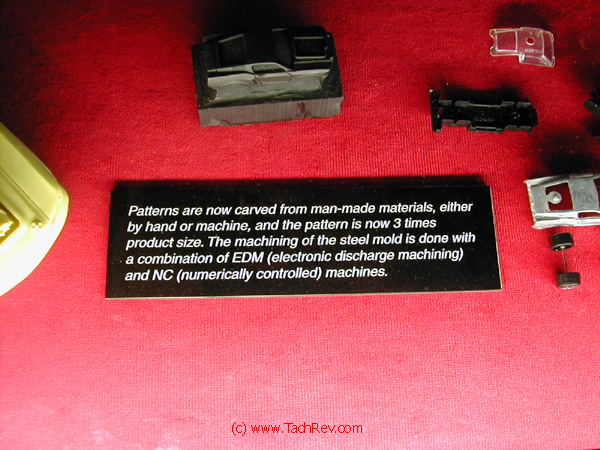 Patterns are now carved from man-made materials, either
by hand or machine, and the pattern is now 3 times
product size. The machining of the steel mold is done with
a combination of EDM (electronic discharge machining)
and NC (numerically controlled) machines.
(c) www.TachRev.com